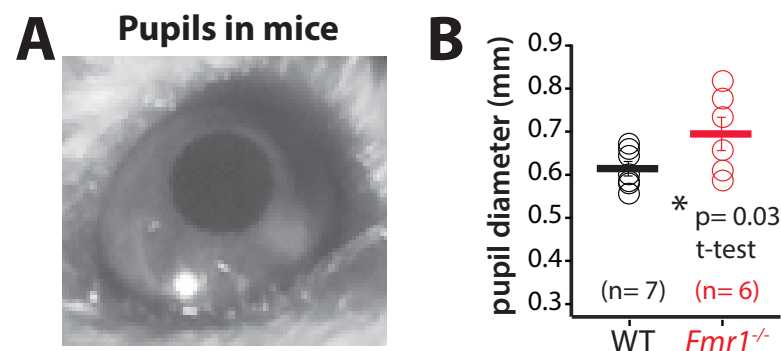 A
Pupils in mice
B
pupil diameter (mm)
0.9
0.8
0.7
0.6
0.5
0.4
0.3
* p= 0.03
t-test
(n= 7) (n= 6)
WT Fmr1-/-